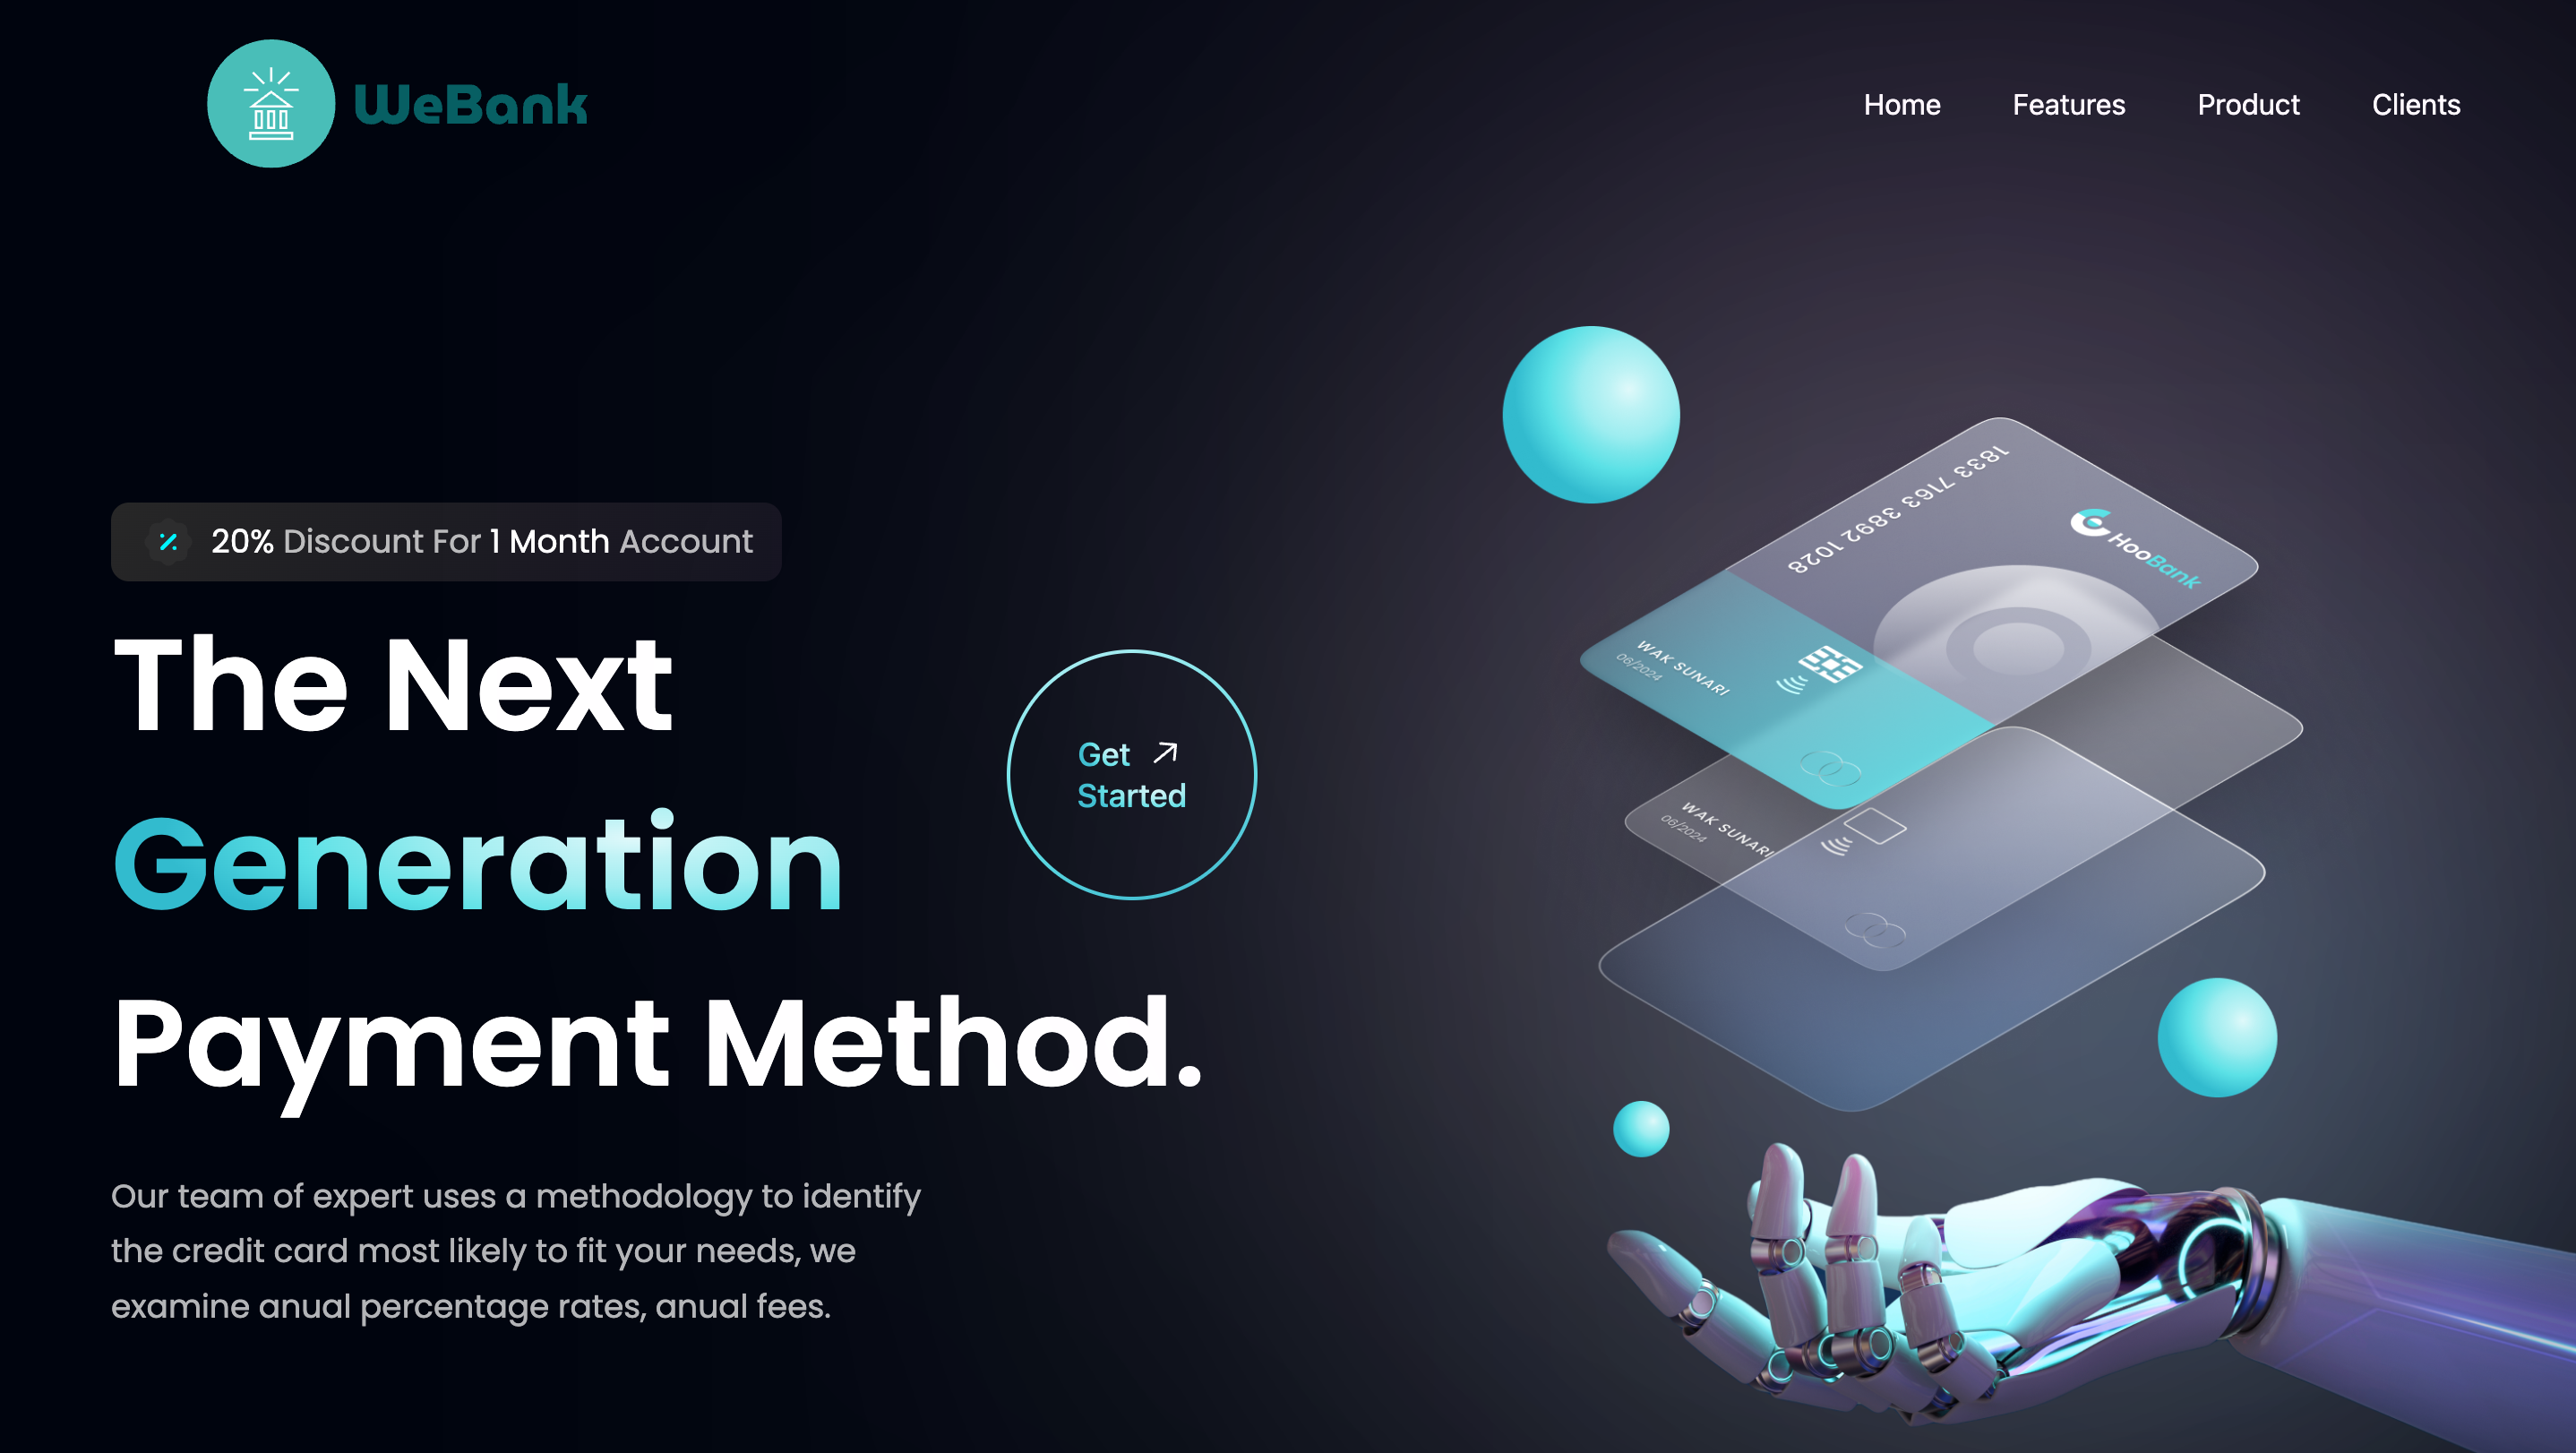 WeBank
Home Features Product Clients
20% Discount For 1 Month Account
The Next
Generation
Payment Method.
Get
Started
Our team of expert uses a methodology to identify
the credit card most likely to fit your needs, we
examine anual percentage rates, anual fees.
1833 7163 3892 1028
HooBank
WAK SUNARI
06/2024
WAK SUNARI
06/2024